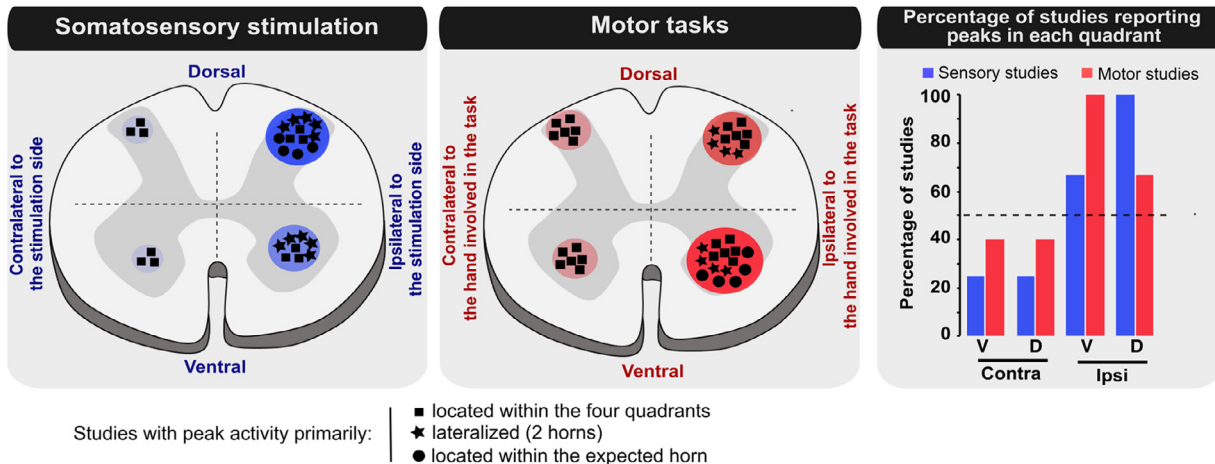 Somatosensory stimulation
Dorsal
Contralateral to
the stimulation side
Ipsilateral to
the stimulation side
Ventral
Motor tasks
Dorsal
Contralateral to
the hand involved in the task
Ipsilateral to
the hand involved in the task
Ventral
Percentage of studies reporting
peaks in each quadrant
Sensory studies
Motor studies
Percentage of studies
100
80
60
40
20
0
V
D
V
D
Contra
Ipsi
Studies with peak activity primarily:
located within the four quadrants
lateralized (2 horns)
located within the expected horn